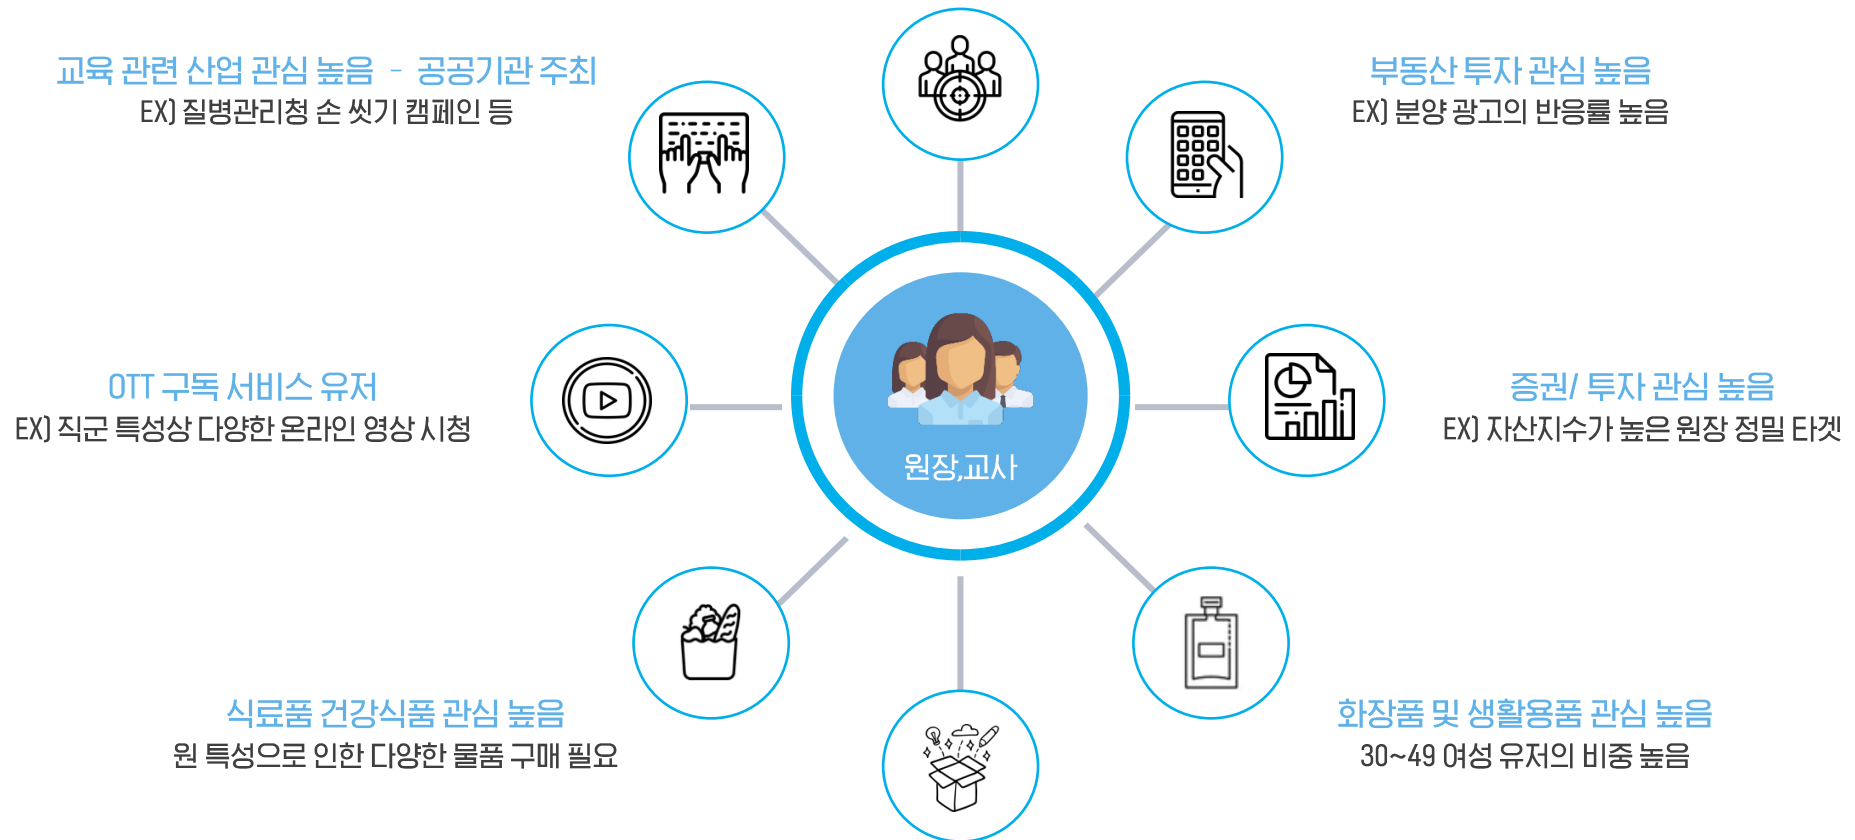 교육 관련 산업 관심 높음 - 공공기관 주최
EX) 질병관리청 손 씻기 캠페인 등
부동산 투자 관심 높음
EX) 분양 광고의 반응률 높음
OTT 구독 서비스 유저
EX) 직군 특성상 다양한 온라인 영상 시청
원장,교사
증권/ 투자 관심 높음
EX) 자산지수가 높은 원장 정밀 타겟
식료품 건강식품 관심 높음
원 특성으로 인한 다양한 물품 구매 필요
화장품 및 생활용품 관심 높음
30~49 여성 유저의 비중 높음